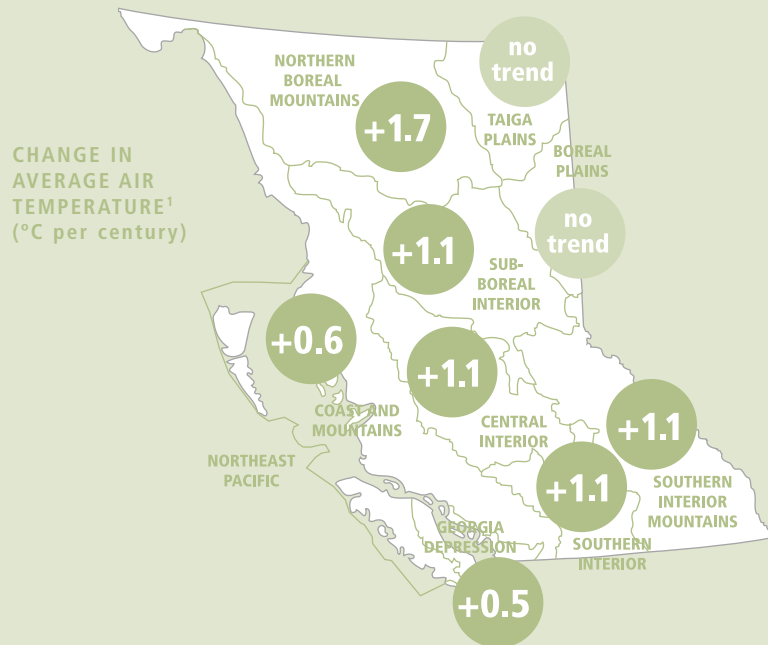 NORTHERN
BOREAL
MOUNTAINS
+1.7
no
trend
TAIGA
PLAINS
BOREAL
PLAINS
no
trend
CHANGE IN
AVERAGE AIR
TEMPERATURE¹
(ºC per century)
+1.1
SUB-
BOREAL
INTERIOR
+0.6
COAST AND
MOUNTAINS
+1.1
CENTRAL
INTERIOR
+1.1
SOUTHERN
INTERIOR
MOUNTAINS
NORTHEAST
PACIFIC
+1.1
SOUTHERN
INTERIOR
GEORGIA
DEPRESSION
+0.5